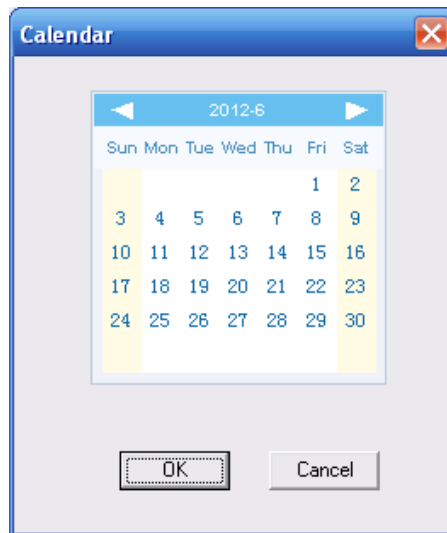 Calendar
2012-6
Sun Mon Tue Wed Thu Fri Sat
1 2
3 4 5 6 7 8 9
10 11 12 13 14 15 16
17 18 19 20 21 22 23
24 25 26 27 28 29 30
OK Cancel